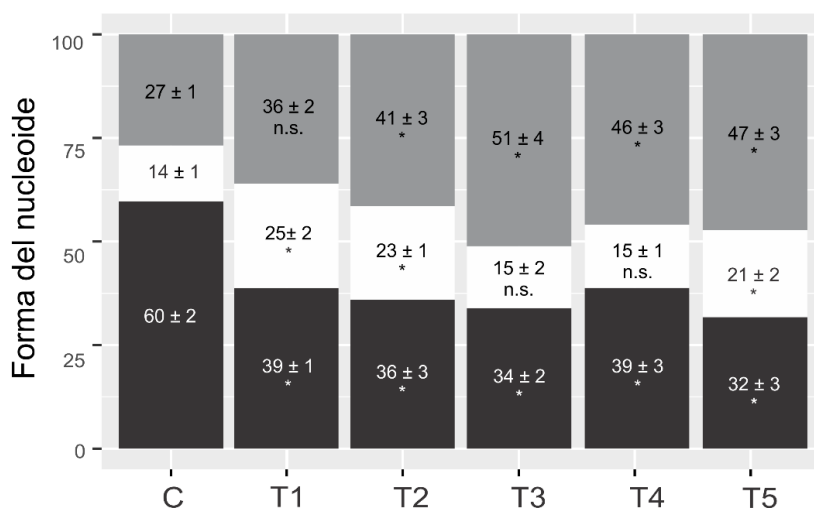 Forma del nucleoide
100
75
50
25
0
27 ± 1
14 ± 1
60 ± 2
36 ± 2
n.s.
25± 2
*
39 ± 1
*
41 ± 3
*
23 ± 1
*
36 ± 3
*
51 ± 4
*
15 ± 2
n.s.
34 ± 2
*
46 ± 3
*
15 ± 1
n.s.
39 ± 3
*
47 ± 3
*
21 ± 2
*
32 ± 3
*
C T1 T2 T3 T4 T5